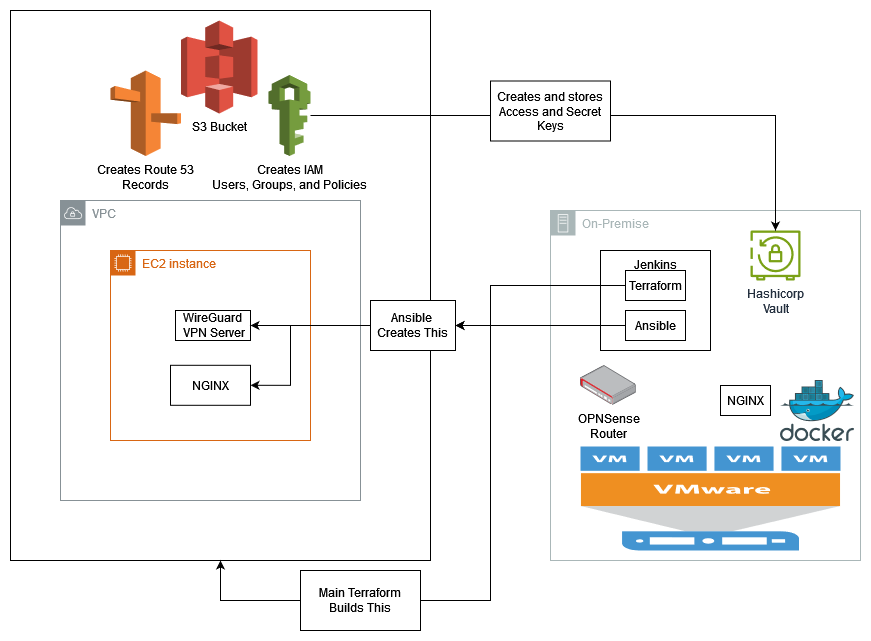 S3 Bucket
Creates Route 53
Records
Creates IAM
Users, Groups, and Policies
Creates and stores
Access and Secret
Keys
VPC
EC2 instance
WireGuard
VPN Server
NGINX
Ansible
Creates This
On-Premise
Jenkins
Terraform
Ansible
Hashicorp
Vault
OPNSense
Router
NGINX
docker
VM
VM
VM
VM
VMware
Main Terraform
Builds This